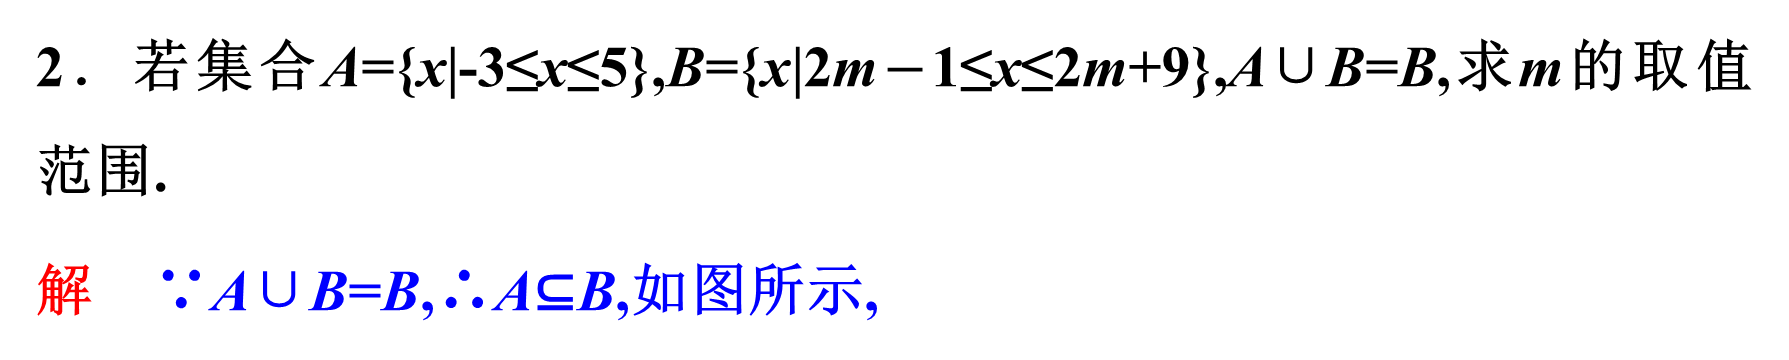 2. 若集合A={x|-3≤x≤5},B={x|2m－1≤x≤2m+9},A∪B=B,求m的取值
范围.
解 ∵A∪B=B,∴A⊆B,如图所示,